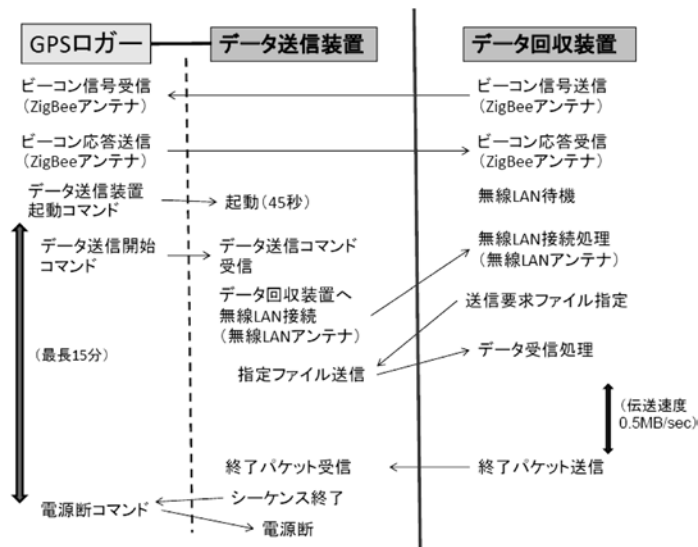 GPSロガー
データ送信装置
データ回収装置
ビーコン信号受信
(ZigBeeアンテナ)
ビーコン信号送信
(ZigBeeアンテナ)
ビーコン応答送信
(ZigBeeアンテナ)
ビーコン応答受信
(ZigBeeアンテナ)
データ送信装置
起動コマンド
起動(45秒)
無線LAN待機
データ送信開始
コマンド
データ送信コマンド
受信
無線LAN接続処理
(無線LANアンテナ)
データ回収装置へ
無線LAN接続
(無線LANアンテナ)
送信要求ファイル指定
(最長15分)
指定ファイル送信
データ受信処理
(伝送速度
0.5MB/sec)
終了パケット受信
終了パケット送信
シーケンス終了
電源断コマンド
電源断